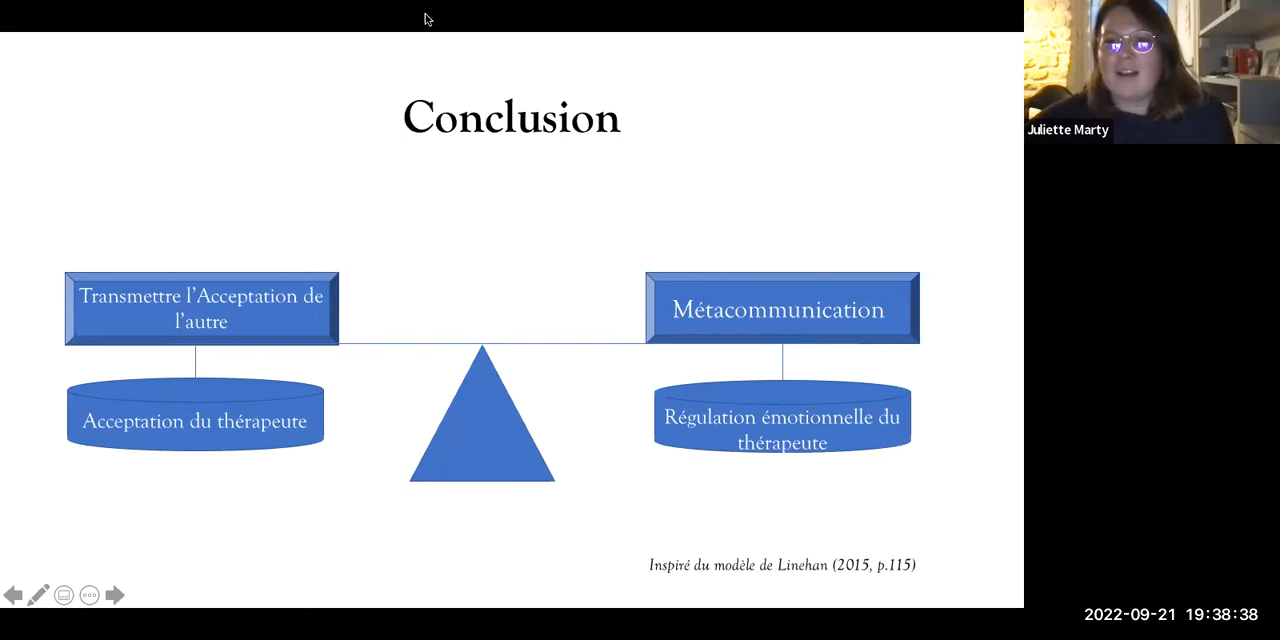 Conclusion
Transmettre l'Acceptation de
l'autre
Métacommunication
Acceptation du thérapeute
Régulation émotionnelle du
thérapeute
Inspiré du modèle de Linehan (2015, p.115)
Juliette Marty
2022-09-21 19:38:38